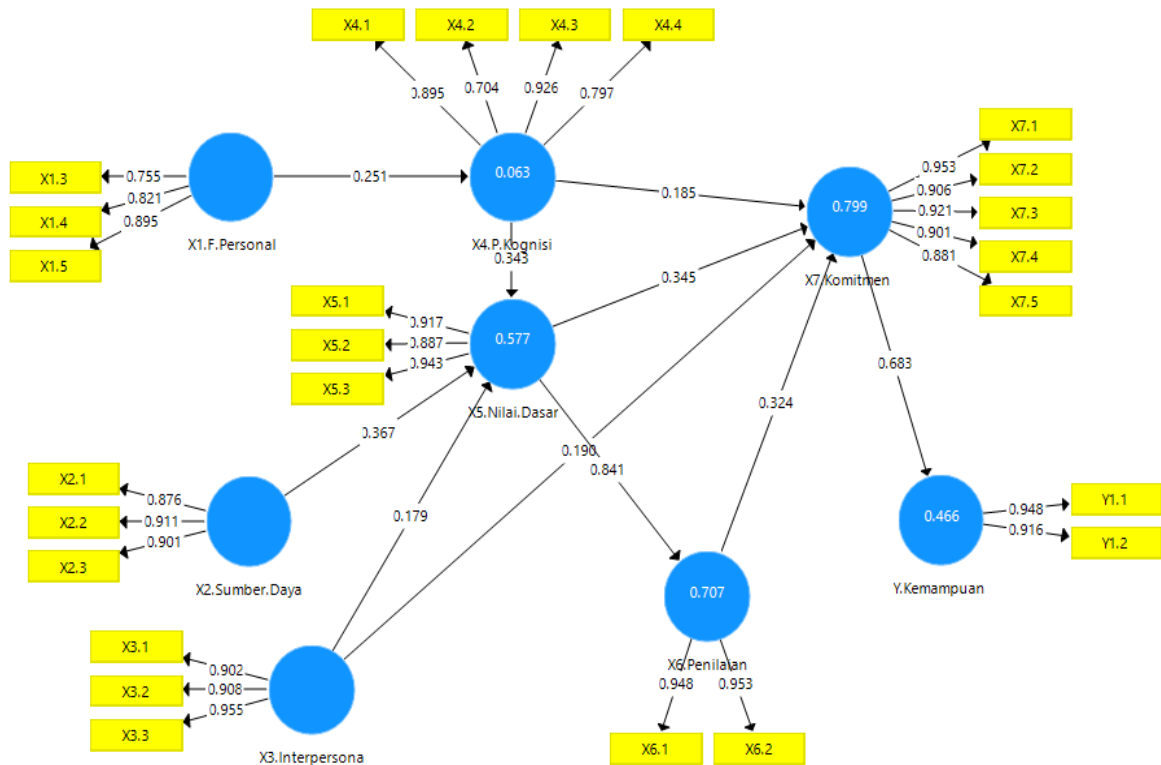 X4.1
X4.2
X4.3
X4.4
0.895
0.704
0.926
0.797
X1.3
X1.4
X1.5
0.755
0.821
0.895
X1.F.Personal
0.251
0.063
X4.P.Kognisi
0.343
0.185
0.799
X7.Komitmen
0.953
0.906
0.921
0.901
0.881
X7.1
X7.2
X7.3
X7.4
X7.5
X5.1
X5.2
X5.3
0.917
0.887
0.943
0.577
X5.Nilai.Dasar
0.345
0.683
0.367
0.190
0.841
0.324
0.179
X2.1
X2.2
X2.3
0.876
0.911
0.901
X2.Sumber.Daya
0.466
Y.Kemampuan
0.948
0.916
Y1.1
Y1.2
0.707
X6.Penilaian
0.948
0.953
X6.1
X6.2
X3.1
X3.2
X3.3
0.902
0.908
0.955
X3.Interpersona